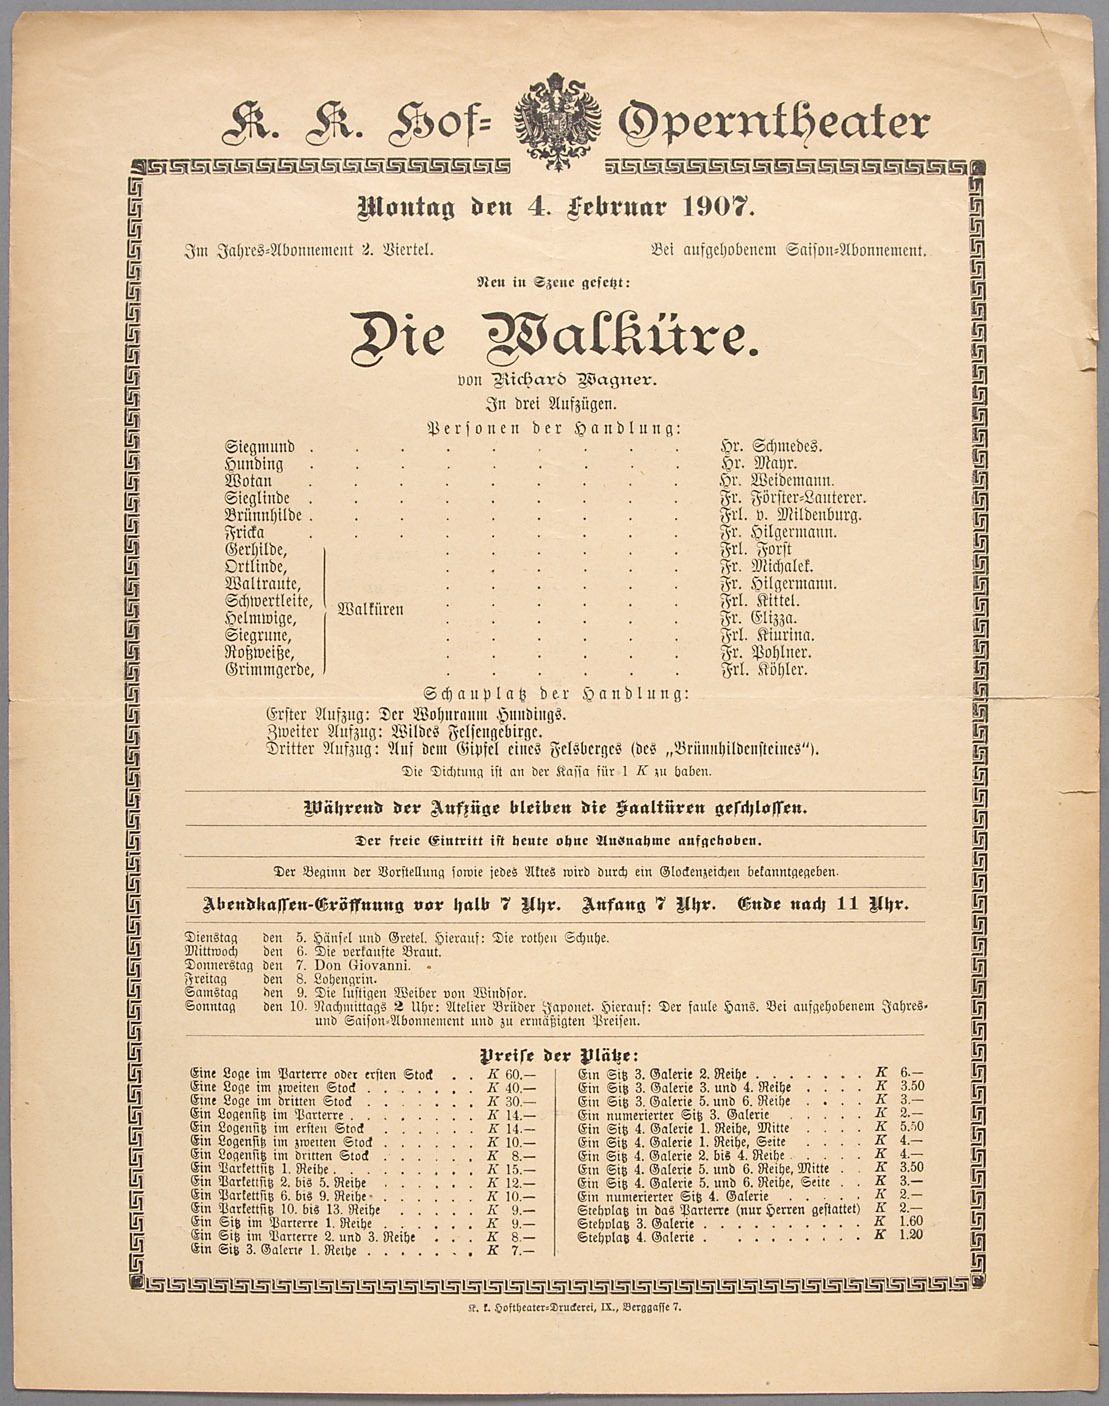 K. K. Hof- Operntheater
Montag den 4. Februar 1907.
Im Jahres-Abonnement 2. Viertel. Bei aufgehobenem Saison-Abonnement.
Neu in Szene gesetzt:
Die Walküre.
von Richard Wagner.
In drei Aufzügen.
Personen der Handlung:
Siegmund . . . . . . . . . Hr. Schmedes.
Hunding . . . . . . . . . Hr. Mayr.
Wotan . . . . . . . . . Hr. Weidemann.
Sieglinde . . . . . . . . . Fr. Förster-Lauterer.
Brünnhilde . . . . . . . . . Frl. v. Mildenburg.
Fricka . . . . . . . . . Fr. Hilgermann.
Gerhilde, . . . . . . Frl. Forst
Ortlinde, . . . . . . Fr. Michalek.
Waltraute, . . . . . . Fr. Hilgermann.
Schwertleite, . . . . . . Frl. Kittel.
Walküren
Helmwige, . . . . . . Fr. Elizza.
Siegrune, . . . . . . Frl. Kiurina.
Roßweiße, . . . . . . Fr. Pohlner.
Grimmgerde, . . . . . . Frl. Köhler.
Schauplatz der Handlung:
Erster Aufzug: Der Wohnraum Hundings.
Zweiter Aufzug: Wildes Felsengebirge.
Dritter Aufzug: Auf dem Gipfel eines Felsberges (des „Brünnhildensteines“).
Die Dichtung ist an der Kassa für 1 K zu haben.
Während der Aufzüge bleiben die Saaltüren geschlossen.
Der freie Eintritt ist heute ohne Ausnahme aufgehoben.
Der Beginn der Vorstellung sowie jedes Aktes wird durch ein Glockenzeichen bekanntgegeben.
Abendkassen-Eröffnung vor halb 7 Uhr. Anfang 7 Uhr. Ende nach 11 Uhr.
Dienstag den 5. Hänsel und Gretel. Hierauf: Die rothen Schuhe.
Mittwoch den 6. Die verkaufte Braut.
Donnerstag den 7. Don Giovanni.
Freitag den 8. Lohengrin.
Samstag den 9. Die lustigen Weiber von Windsor.
Sonntag den 10. Nachmittags 2 Uhr: Atelier Brüder Japonet. Hierauf: Der faule Hans. Bei aufgehobenem Jahres-
und Saison-Abonnement und zu ermäßigten Preisen.
Preise der Plätze:
Eine Loge im Parterre oder ersten Stock . . K 60.—
Eine Loge im zweiten Stock . . . . . . K 40.—
Eine Loge im dritten Stock . . . . . . K 30.—
Ein Logensitz im Parterre . . . . . . K 14.—
Ein Logensitz im ersten Stock . . . . . K 14.—
Ein Logensitz im zweiten Stock . . . . . K 10.—
Ein Logensitz im dritten Stock . . . . . K 8.—
Ein Parkettsitz 1. Reihe . . . . . . . K 15.—
Ein Parkettsitz 2. bis 5. Reihe . . . . . K 12.—
Ein Parkettsitz 6. bis 9. Reihe . . . . . K 10.—
Ein Parkettsitz 10. bis 13. Reihe . . . . K 9.—
Ein Sitz im Parterre 1. Reihe . . . . . K 9.—
Ein Sitz im Parterre 2. und 3. Reihe . . . K 8.—
Ein Sitz 3. Galerie 1. Reihe . . . . . . K 7.—
Ein Sitz 3. Galerie 2. Reihe . . . . . . K 6.—
Ein Sitz 3. Galerie 3. und 4. Reihe . . . . K 3.50
Ein Sitz 3. Galerie 5. und 6. Reihe . . . . K 3.—
Ein numerierter Sitz 3. Galerie . . . . . K 2.—
Ein Sitz 4. Galerie 1. Reihe, Mitte . . . . K 5.50
Ein Sitz 4. Galerie 1. Reihe, Seite . . . . K 4.—
Ein Sitz 4. Galerie 2. bis 4. Reihe . . . . K 4.—
Ein Sitz 4. Galerie 5. und 6. Reihe, Mitte . . K 3.50
Ein Sitz 4. Galerie 5. und 6. Reihe, Seite . . K 3.—
Ein numerierter Sitz 4. Galerie . . . . . K 2.—
Stehplatz in das Parterre (nur Herren gestattet) K 2.—
Stehplatz 3. Galerie . . . . . . . . . K 1.60
Stehplatz 4. Galerie . . . . . . . . . K 1.20
K. k. Hoftheater-Druckerei, IX., Berggasse 7.